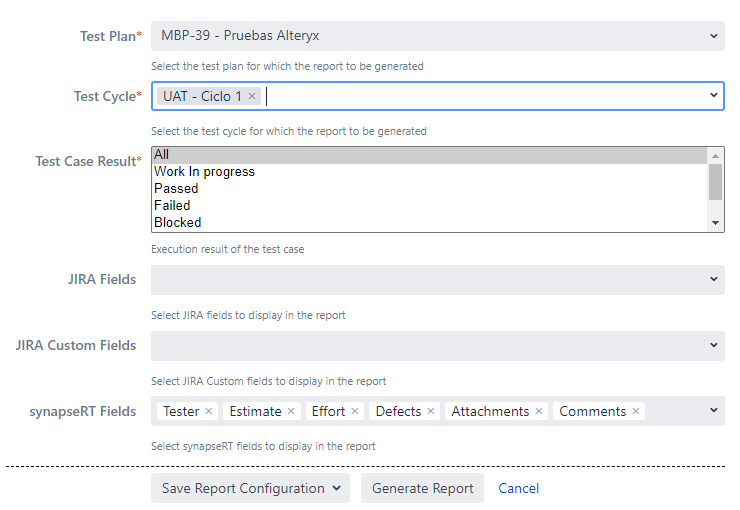 Test Plan* MBP-39 - Pruebas Alteryx
Select the test plan for which the report to be generated
Test Cycle* UAT - Ciclo 1 ×
Select the test cycle for which the report to be generated
Test Case Result* All
Work In progress
Passed
Failed
Blocked
Execution result of the test case
JIRA Fields
Select JIRA fields to display in the report
JIRA Custom Fields
Select JIRA Custom fields to display in the report
synapseRT Fields Tester × Estimate × Effort × Defects × Attachments × Comments ×
Select synapseRT fields to display in the report
Save Report Configuration Generate Report Cancel